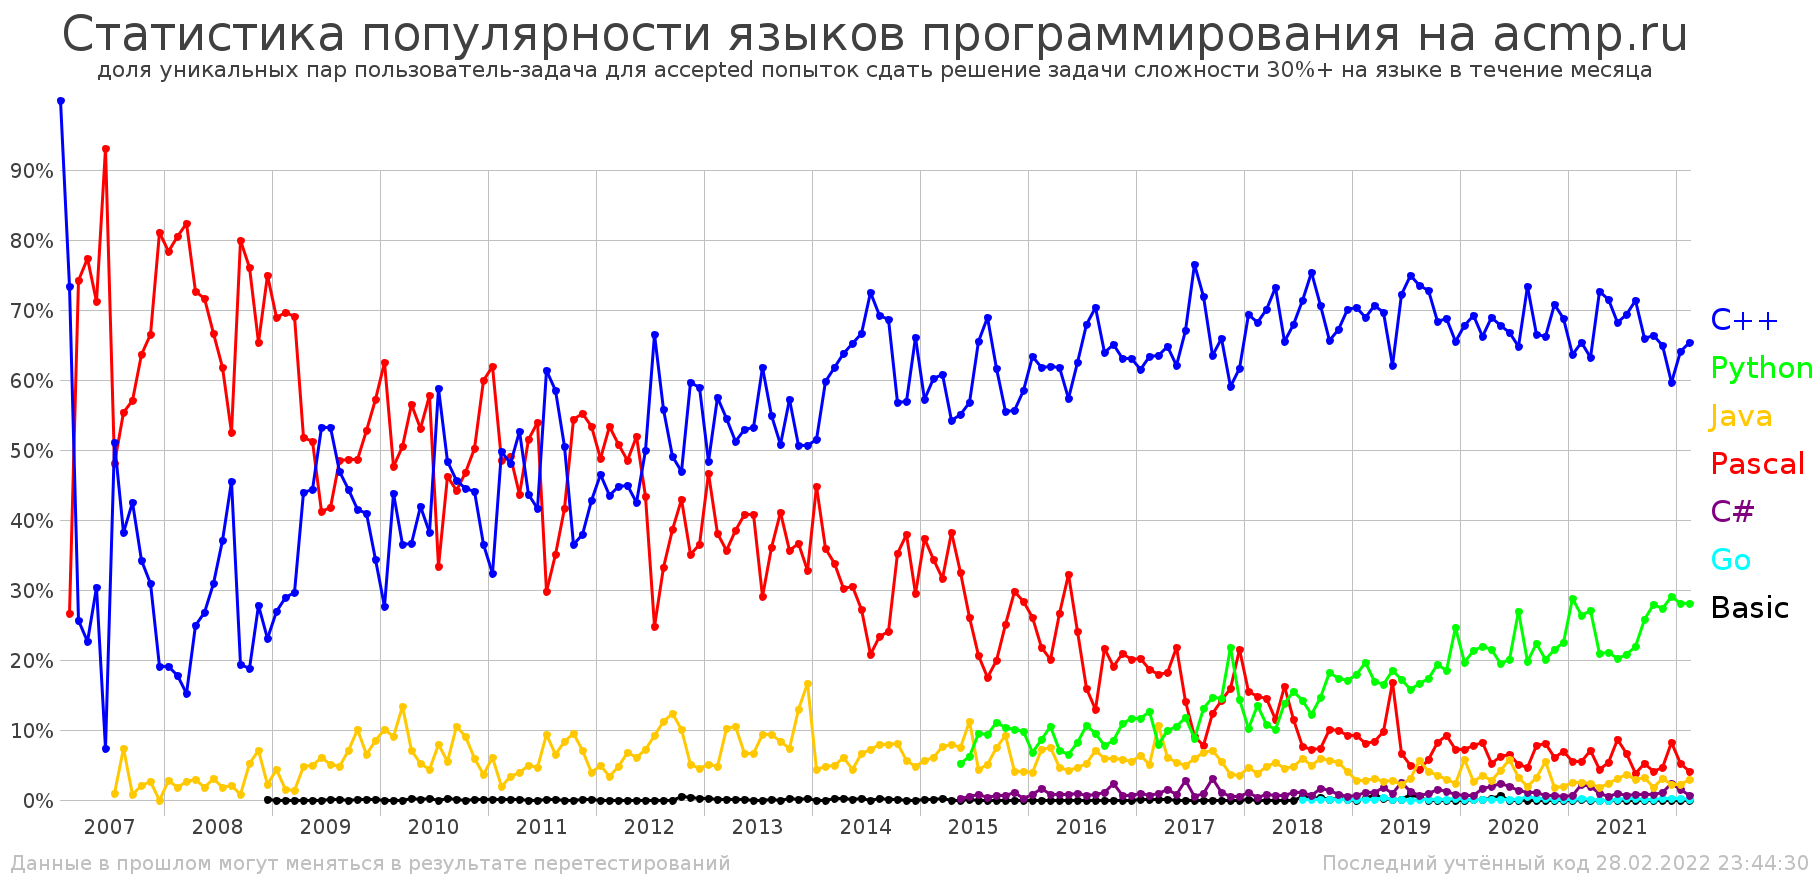 Статистика популярности языков программирования на acmp.ru
доля уникальных пар пользователь-задача для accepted попыток сдать решение задачи сложности 30%+ на языке в течение месяца
90%
80%
70%
60%
50%
40%
30%
20%
10%
0%
C++
Python
Java
Pascal
C#
Go
Basic
2007 2008 2009 2010 2011 2012 2013 2014 2015 2016 2017 2018 2019 2020 2021
Данные в прошлом могут меняться в результате перетестирований
Последний учтённый код 28.02.2022 23:44:30